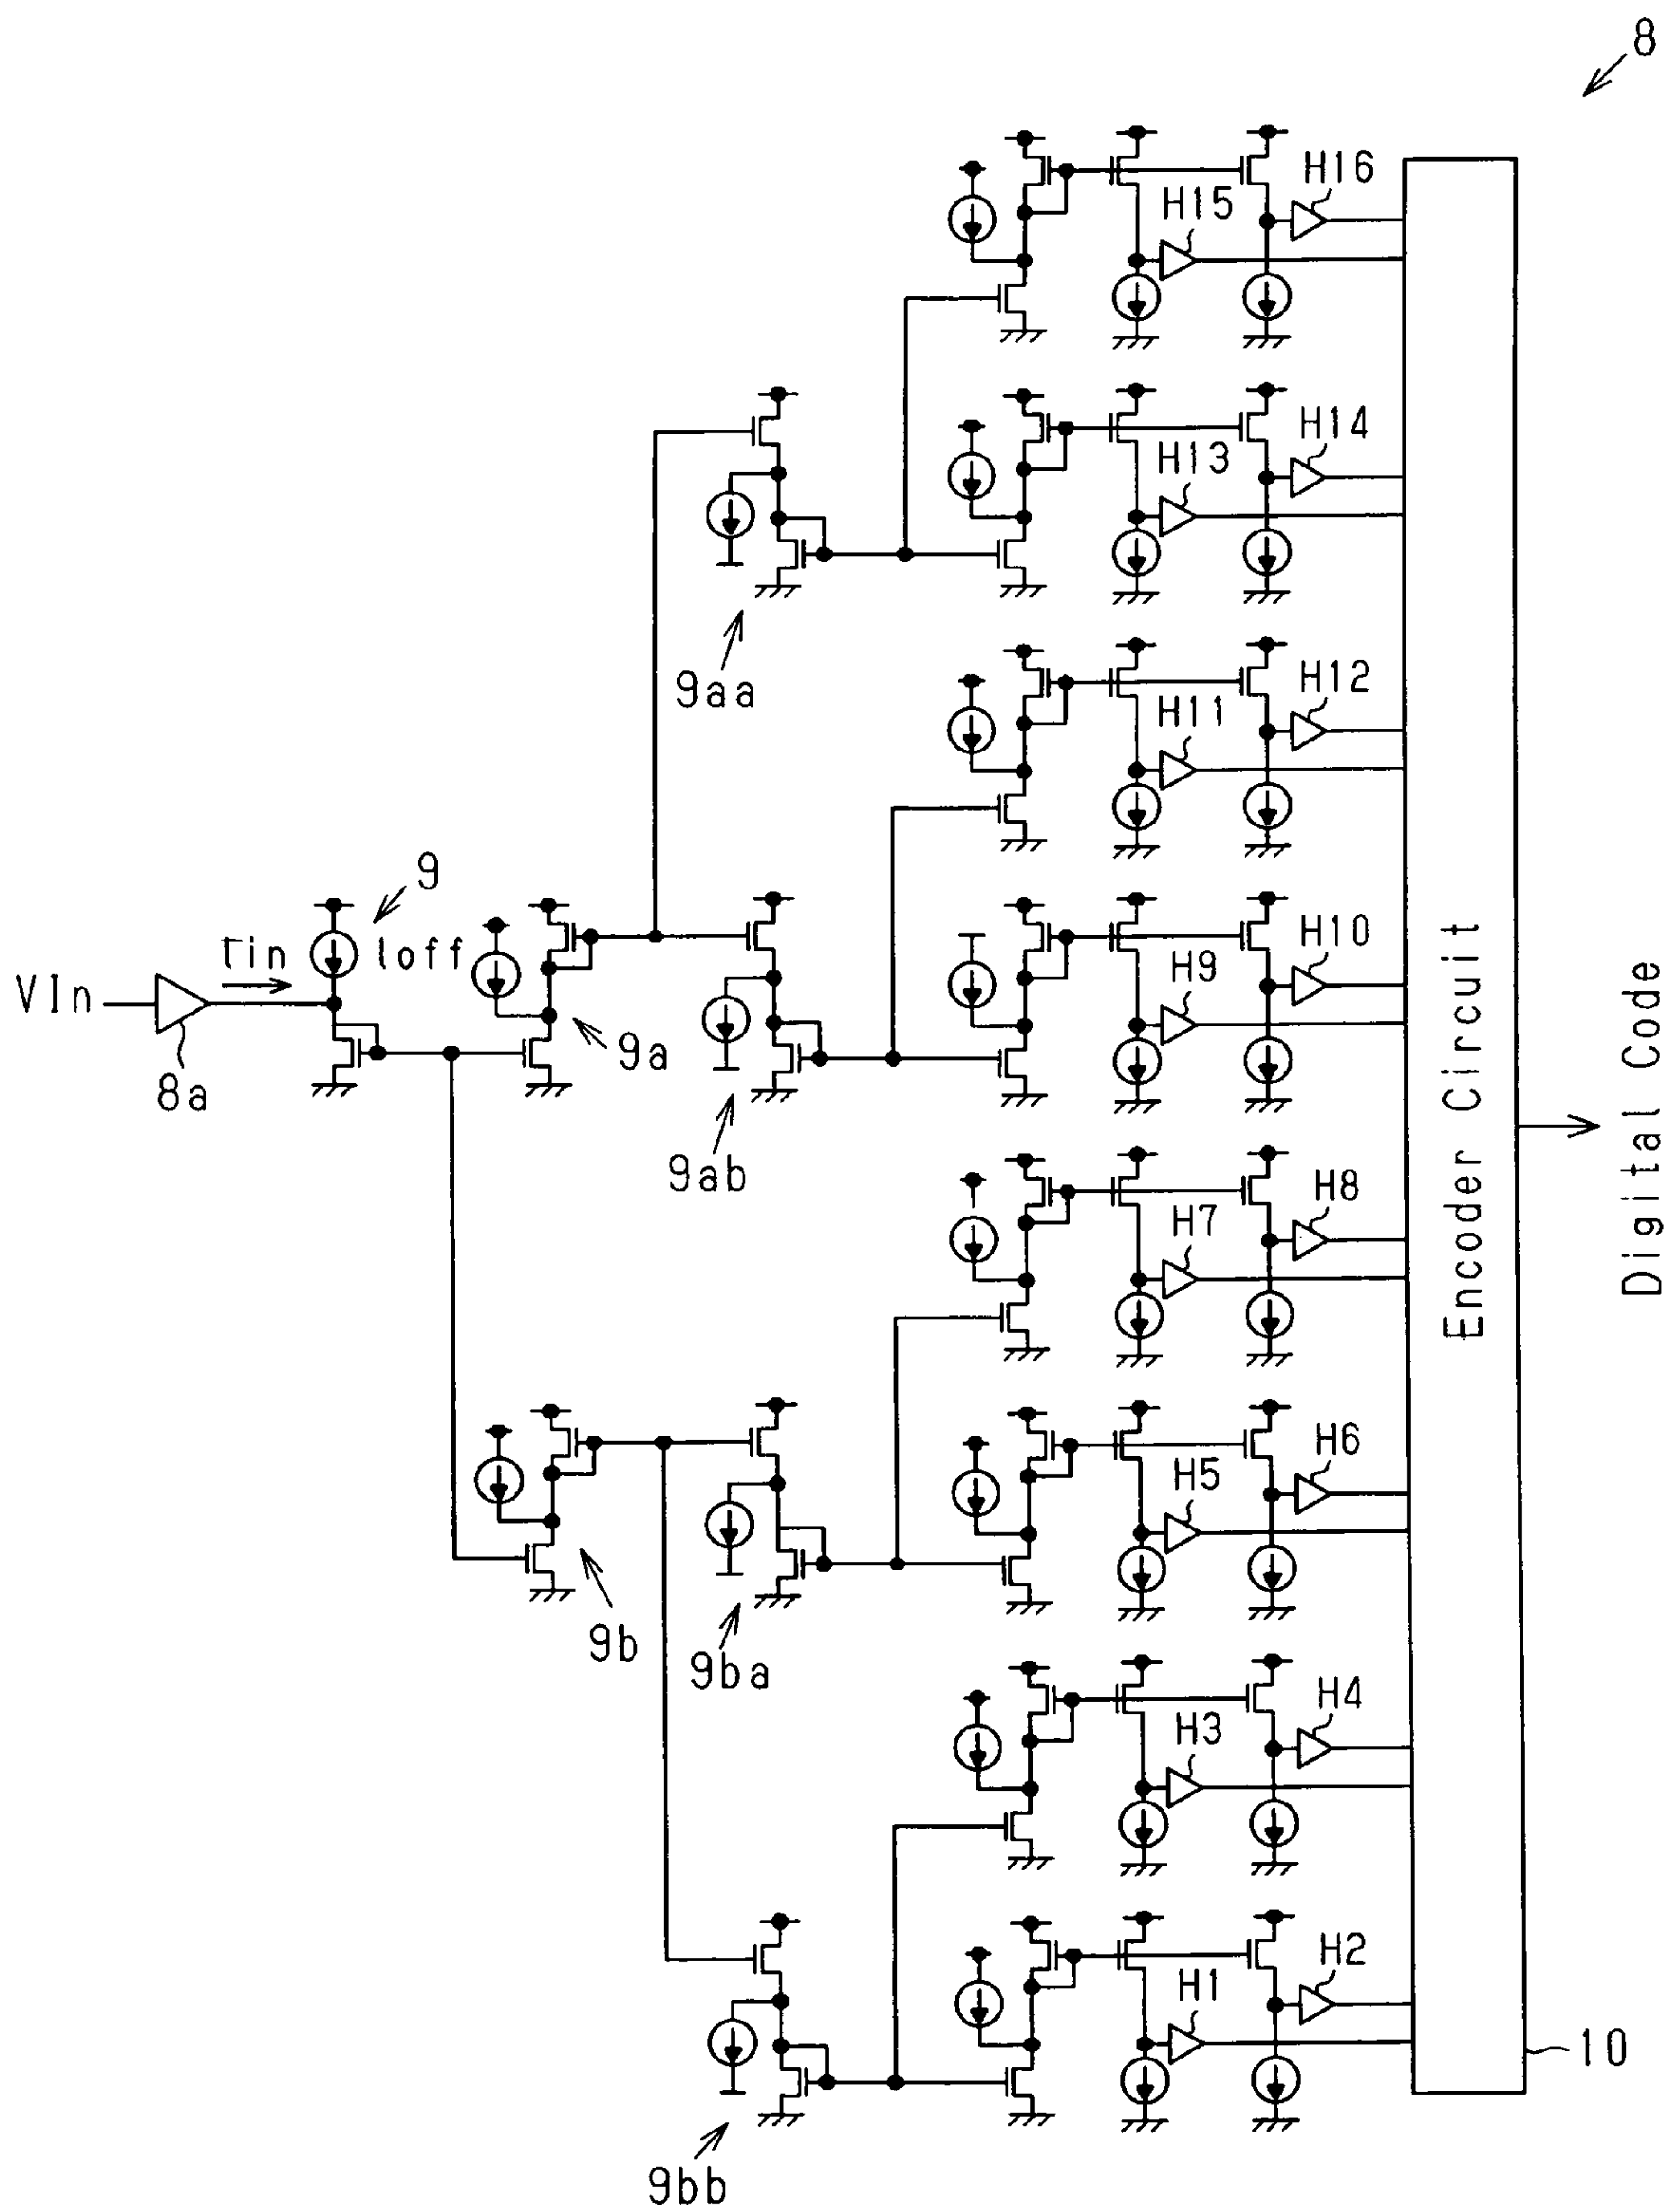 8
H16
H15
H14
H13
9aa
H12
H11
9
Iin
Ioff
VIn
8a
9a
H10
H9
9ab
H8
H7
Encoder Circuit
Digital Code
H6
H5
9b
9ba
H4
H3
H2
H1
10
9bb